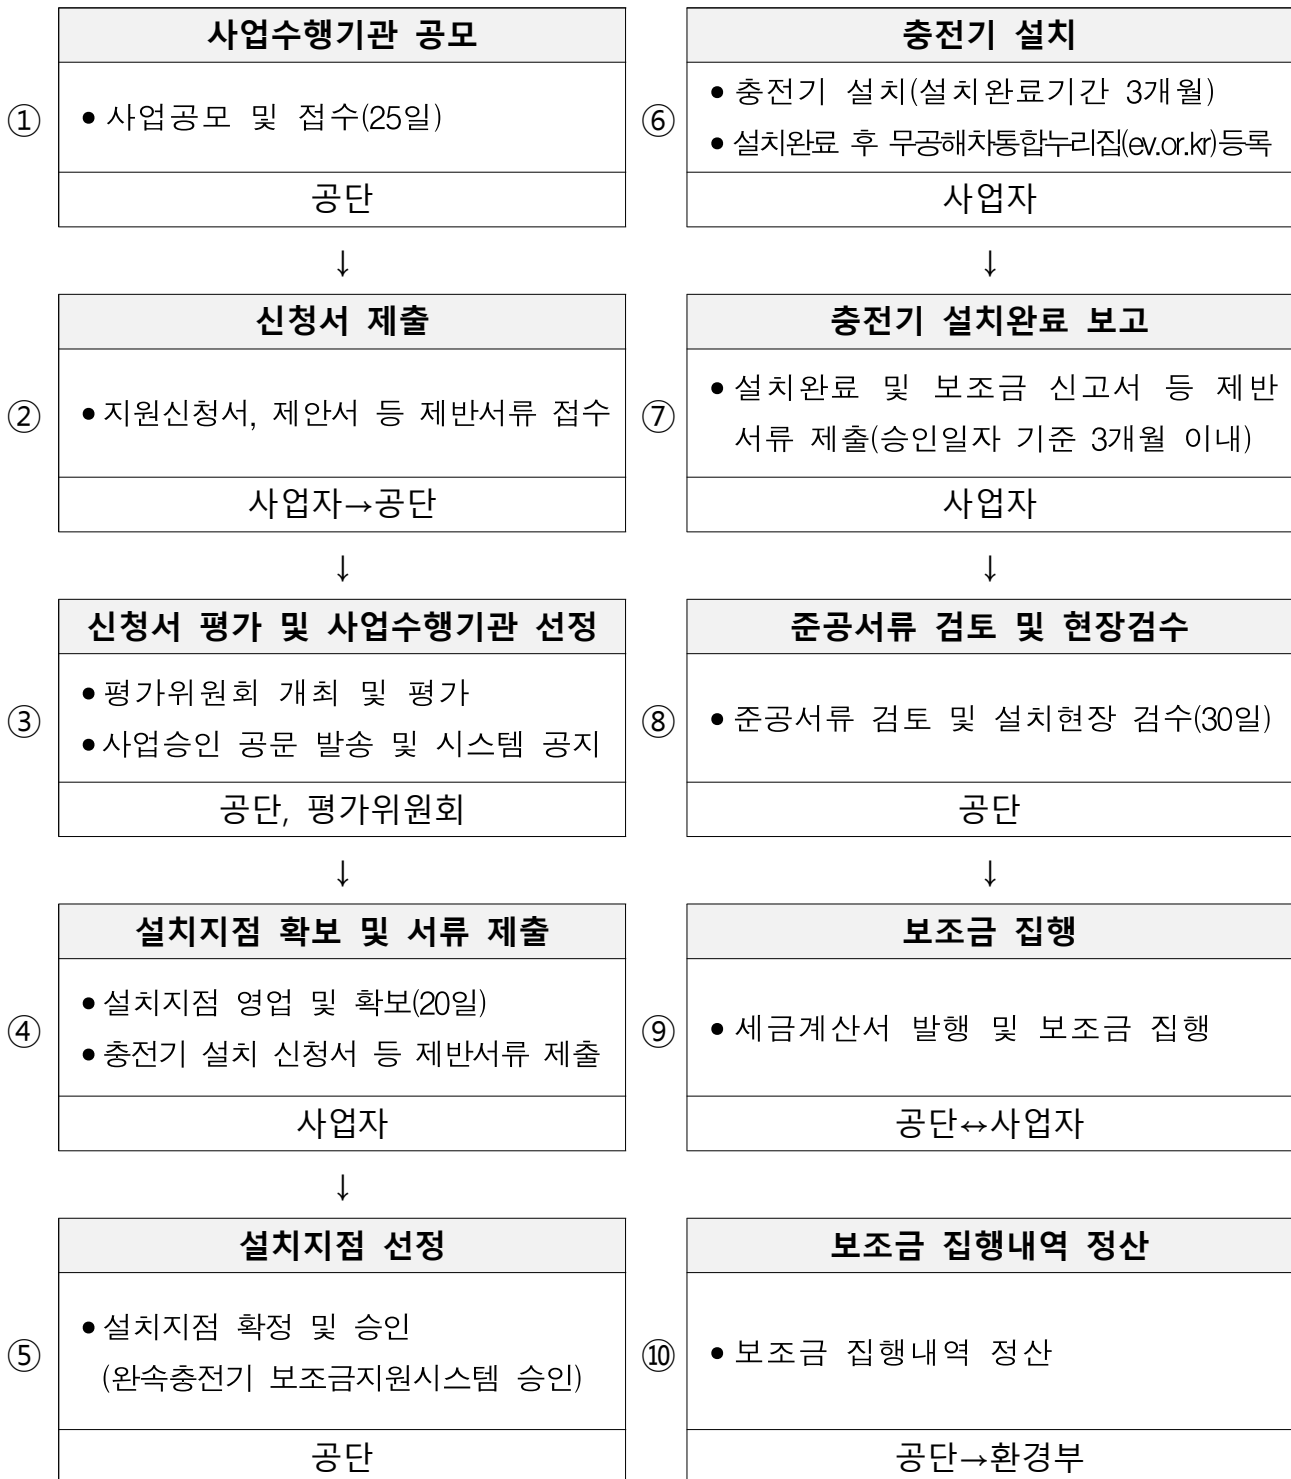 사업수행기관 공모
①
• 사업공모 및 접수(25일)
공단
↓
신청서 제출
②
• 지원신청서, 제안서 등 제반서류 접수
사업자→공단
↓
신청서 평가 및 사업수행기관 선정
③
• 평가위원회 개최 및 평가
• 사업승인 공문 발송 및 시스템 공지
공단, 평가위원회
↓
설치지점 확보 및 서류 제출
④
• 설치지점 영업 및 확보(20일)
• 충전기 설치 신청서 등 제반서류 제출
사업자
↓
설치지점 선정
⑤
• 설치지점 확정 및 승인
(완속충전기 보조금지원시스템 승인)
공단
충전기 설치
⑥
• 충전기 설치(설치완료기간 3개월)
• 설치완료 후 무공해차통합누리집(ev.or.kr)등록
사업자
↓
충전기 설치완료 보고
⑦
• 설치완료 및 보조금 신고서 등 제반
서류 제출(승인일자 기준 3개월 이내)
사업자
↓
준공서류 검토 및 현장검수
⑧
• 준공서류 검토 및 설치현장 검수(30일)
공단
↓
보조금 집행
⑨
• 세금계산서 발행 및 보조금 집행
공단↔사업자
보조금 집행내역 정산
⑩
• 보조금 집행내역 정산
공단→환경부